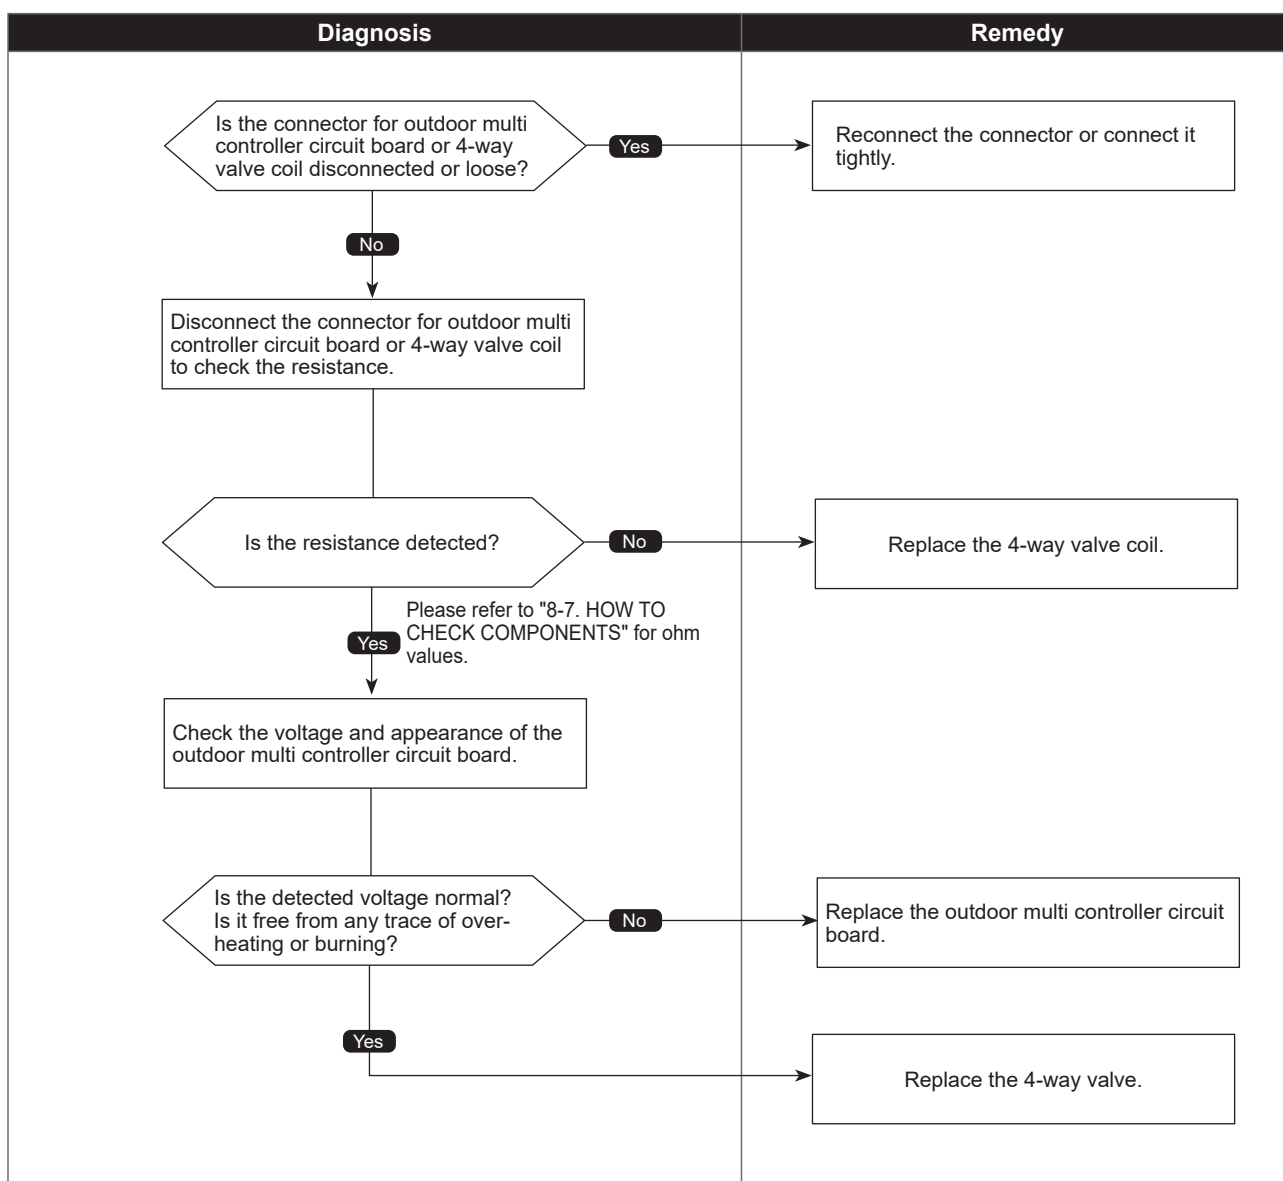 Diagnosis
Remedy
Is the connector for outdoor multi
controller circuit board or 4-way
valve coil disconnected or loose?
Yes
Reconnect the connector or connect it
tightly.
No
Disconnect the connector for outdoor multi
controller circuit board or 4-way valve coil
to check the resistance.
Is the resistance detected?
No
Replace the 4-way valve coil.
Please refer to "8-7. HOW TO
CHECK COMPONENTS" for ohm
values.
Yes
Check the voltage and appearance of the
outdoor multi controller circuit board.
Is the detected voltage normal?
Is it free from any trace of over-
heating or burning?
No
Replace the outdoor multi controller circuit
board.
Yes
Replace the 4-way valve.